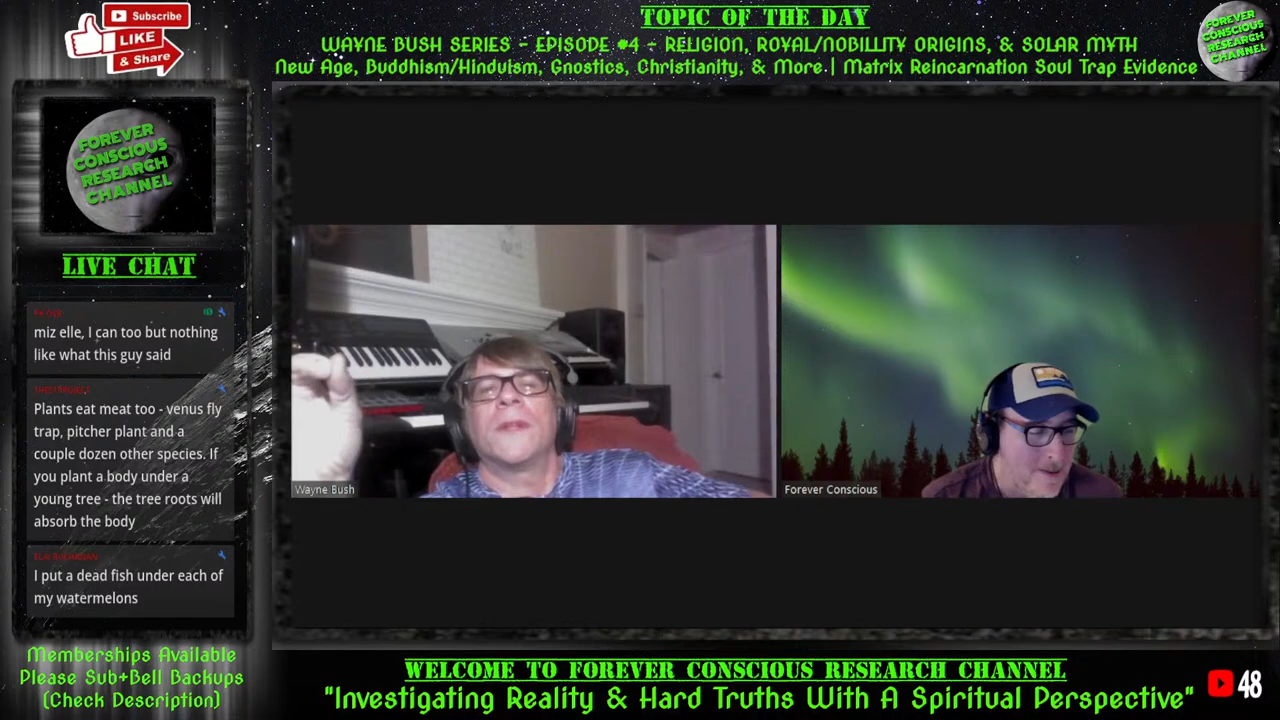 Subscribe
LIKE
& Share
TOPIC OF THE DAY
WAYNE BUSH SERIES - EPISODE #4 - RELIGION, ROYAL/NOBILLITY ORIGINS, & SOLAR MYTH
New Age, Buddhism/Hinduism, Gnostics, Christianity, & More | Matrix Reincarnation Soul Trap Evidence
FOREVER
CONSCIOUS
RESEARCH
CHANNEL
FOREVER
CONSCIOUS
RESEARCH
CHANNEL
LIVE CHAT
miz elle, I can too but nothing
like what this guy said
Plants eat meat too - venus fly
trap, pitcher plant and a
couple dozen other species. If
you plant a body under a
young tree - the tree roots will
absorb the body
I put a dead fish under each of
my watermelons
Memberships Available
Please Sub+Bell Backups
(Check Description)
Wayne Bush
Forever Conscious
WELCOME TO FOREVER CONSCIOUS RESEARCH CHANNEL
"Investigating Reality & Hard Truths With A Spiritual Perspective"
48